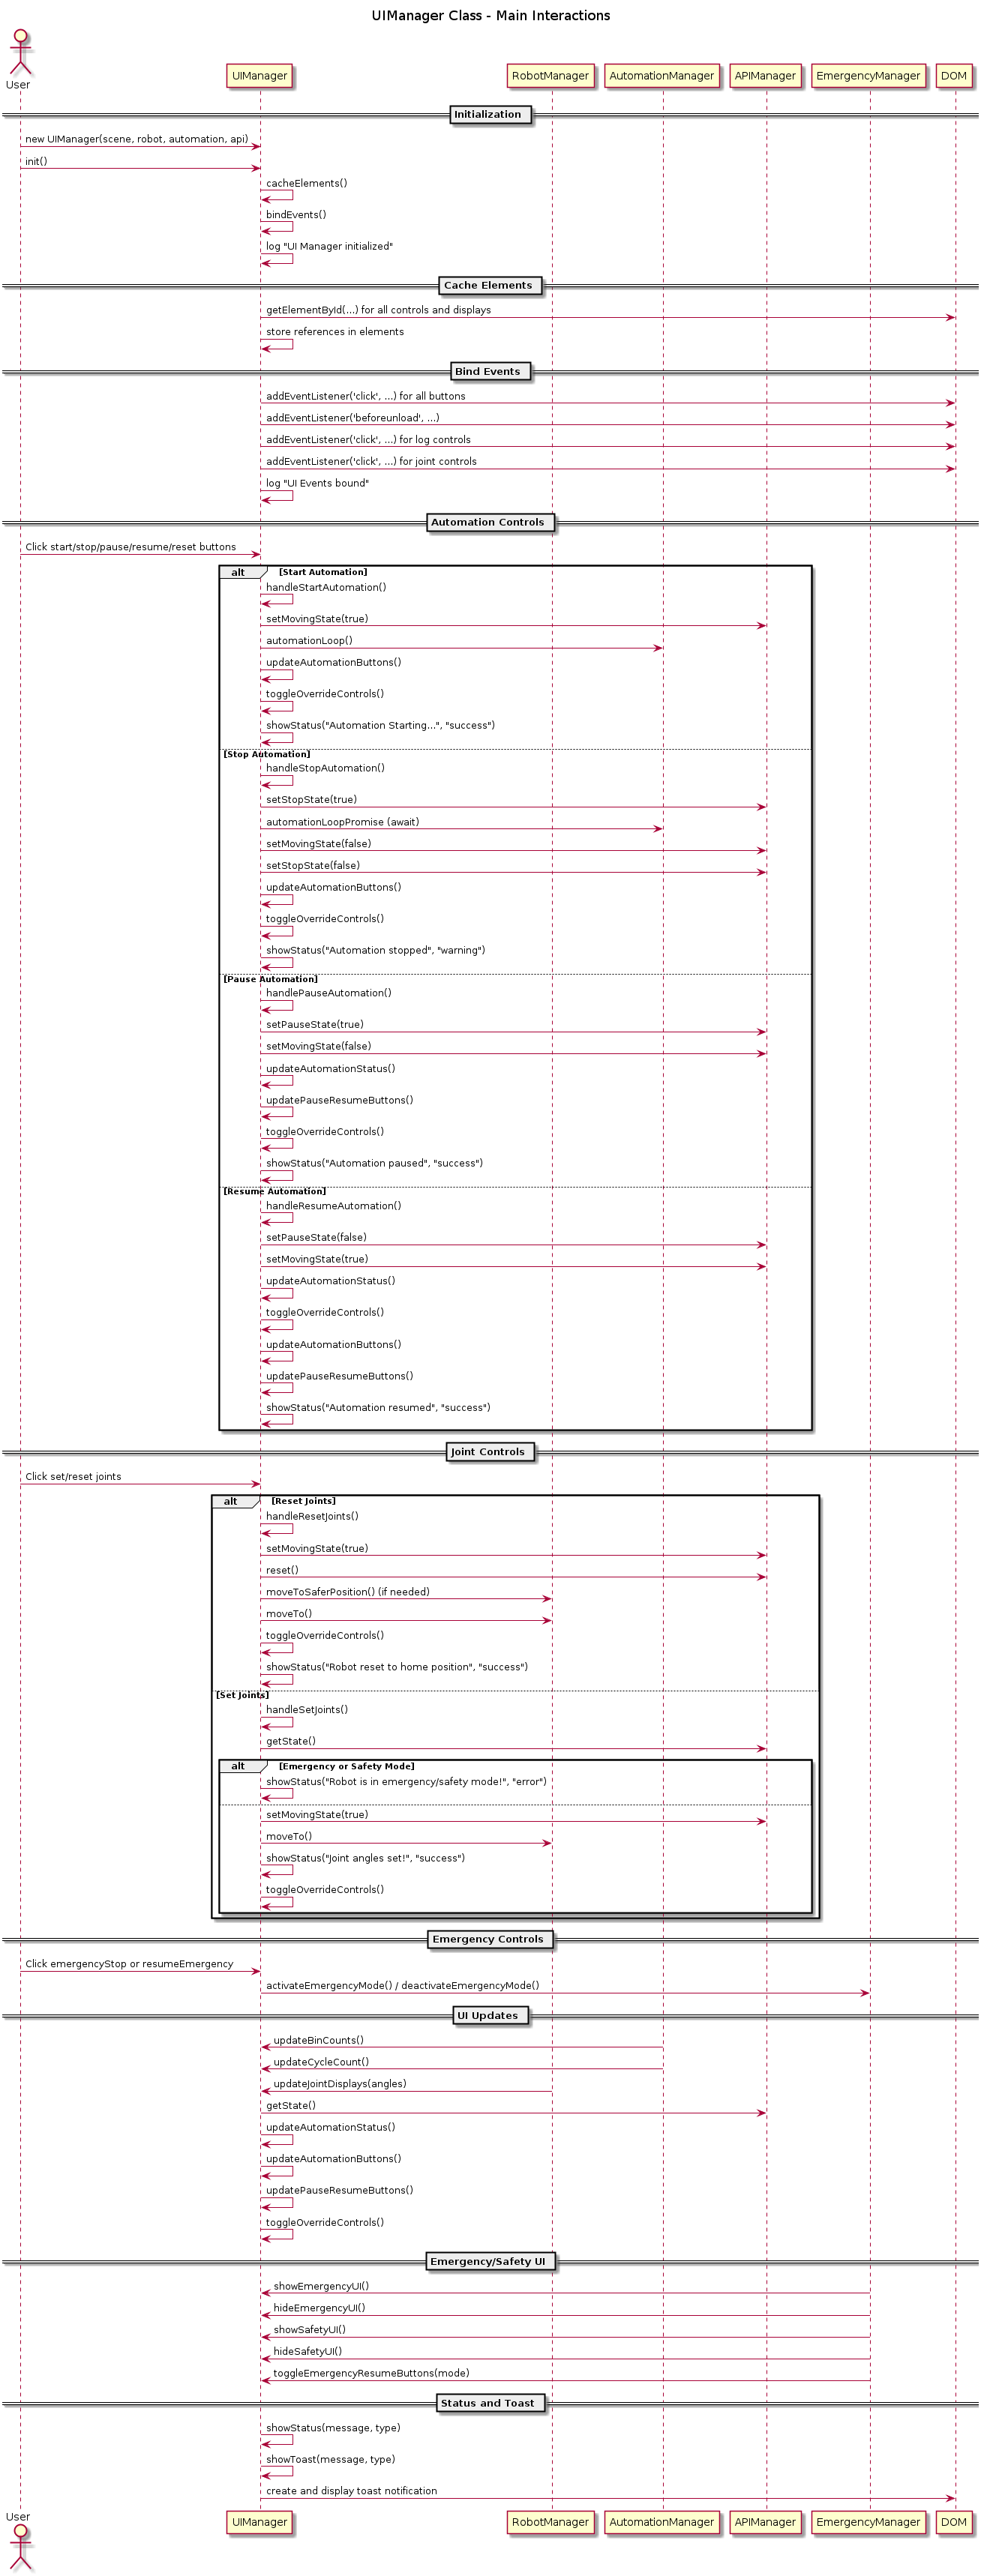 UIManager Class - Main Interactions
User
UIManager
RobotManager
AutomationManager
APIManager
EmergencyManager
DOM
Initialization
new UIManager(scene, robot, automation, api)
init()
cacheElements()
bindEvents()
log "UI Manager initialized"
Cache Elements
getElementById(...) for all controls and displays
store references in elements
Bind Events
addEventListener('click', ...) for all buttons
addEventListener('beforeunload', ...)
addEventListener('click', ...) for log controls
addEventListener('click', ...) for joint controls
log "UI Events bound"
Automation Controls
Click start/stop/pause/resume/reset buttons
alt [Start Automation]
handleStartAutomation()
setMovingState(true)
automationLoop()
updateAutomationButtons()
toggleOverrideControls()
showStatus("Automation Starting...", "success")
[Stop Automation]
handleStopAutomation()
setStopState(true)
automationLoopPromise (await)
setMovingState(false)
setStopState(false)
updateAutomationButtons()
toggleOverrideControls()
showStatus("Automation stopped", "warning")
[Pause Automation]
handlePauseAutomation()
setPauseState(true)
setMovingState(false)
updateAutomationStatus()
updatePauseResumeButtons()
toggleOverrideControls()
showStatus("Automation paused", "success")
[Resume Automation]
handleResumeAutomation()
setPauseState(false)
setMovingState(true)
updateAutomationStatus()
toggleOverrideControls()
updateAutomationButtons()
updatePauseResumeButtons()
showStatus("Automation resumed", "success")
Joint Controls
Click set/reset joints
alt [Reset Joints]
handleResetJoints()
setMovingState(true)
reset()
moveToSaferPosition() (if needed)
moveTo()
toggleOverrideControls()
showStatus("Robot reset to home position", "success")
[Set Joints]
handleSetJoints()
getState()
alt [Emergency or Safety Mode]
showStatus("Robot is in emergency/safety mode!", "error")
setMovingState(true)
moveTo()
showStatus("Joint angles set!", "success")
toggleOverrideControls()
Emergency Controls
Click emergencyStop or resumeEmergency
activateEmergencyMode() / deactivateEmergencyMode()
UI Updates
updateBinCounts()
updateCycleCount()
updateJointDisplays(angles)
getState()
updateAutomationStatus()
updateAutomationButtons()
updatePauseResumeButtons()
toggleOverrideControls()
Emergency/Safety UI
showEmergencyUI()
hideEmergencyUI()
showSafetyUI()
hideSafetyUI()
toggleEmergencyResumeButtons(mode)
Status and Toast
showStatus(message, type)
showToast(message, type)
create and display toast notification
User
UIManager
RobotManager
AutomationManager
APIManager
EmergencyManager
DOM